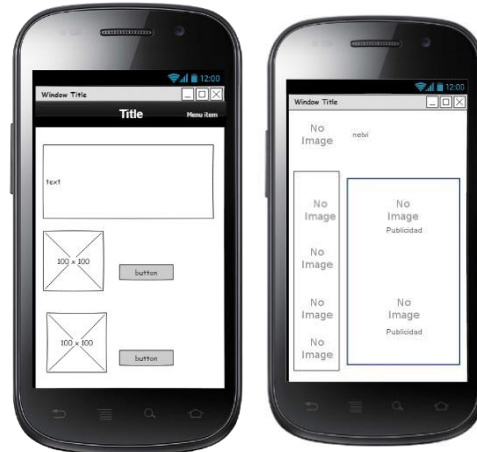 12:00
Window Title
Title
Menu item
text
100 x 100
button
100 x 100
button
12:00
Window Title
No
Image
nelvi
No
Image
No
Image
No
Image
No
Image
No
Image
Publicidad
No
Image
Publicidad